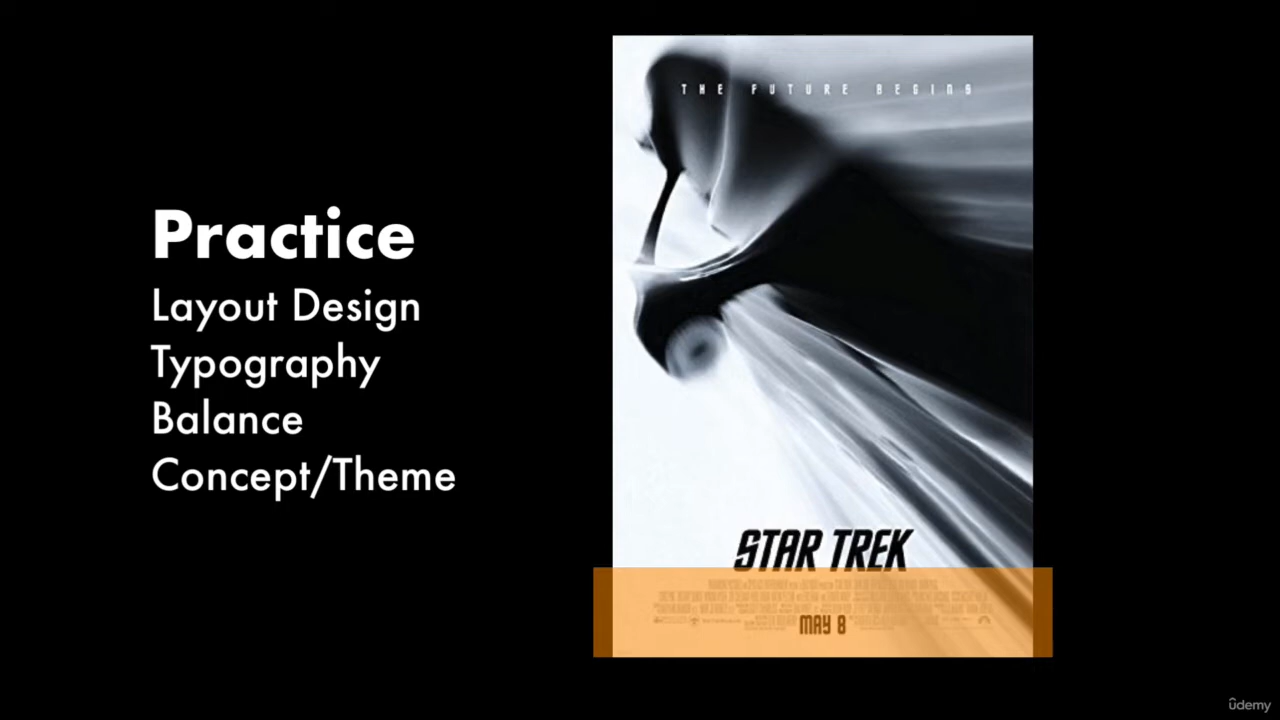 Practice
Layout Design
Typography
Balance
Concept/Theme
THE FUTURE BEGINS
STAR TREK
MAY 8
ûdemy